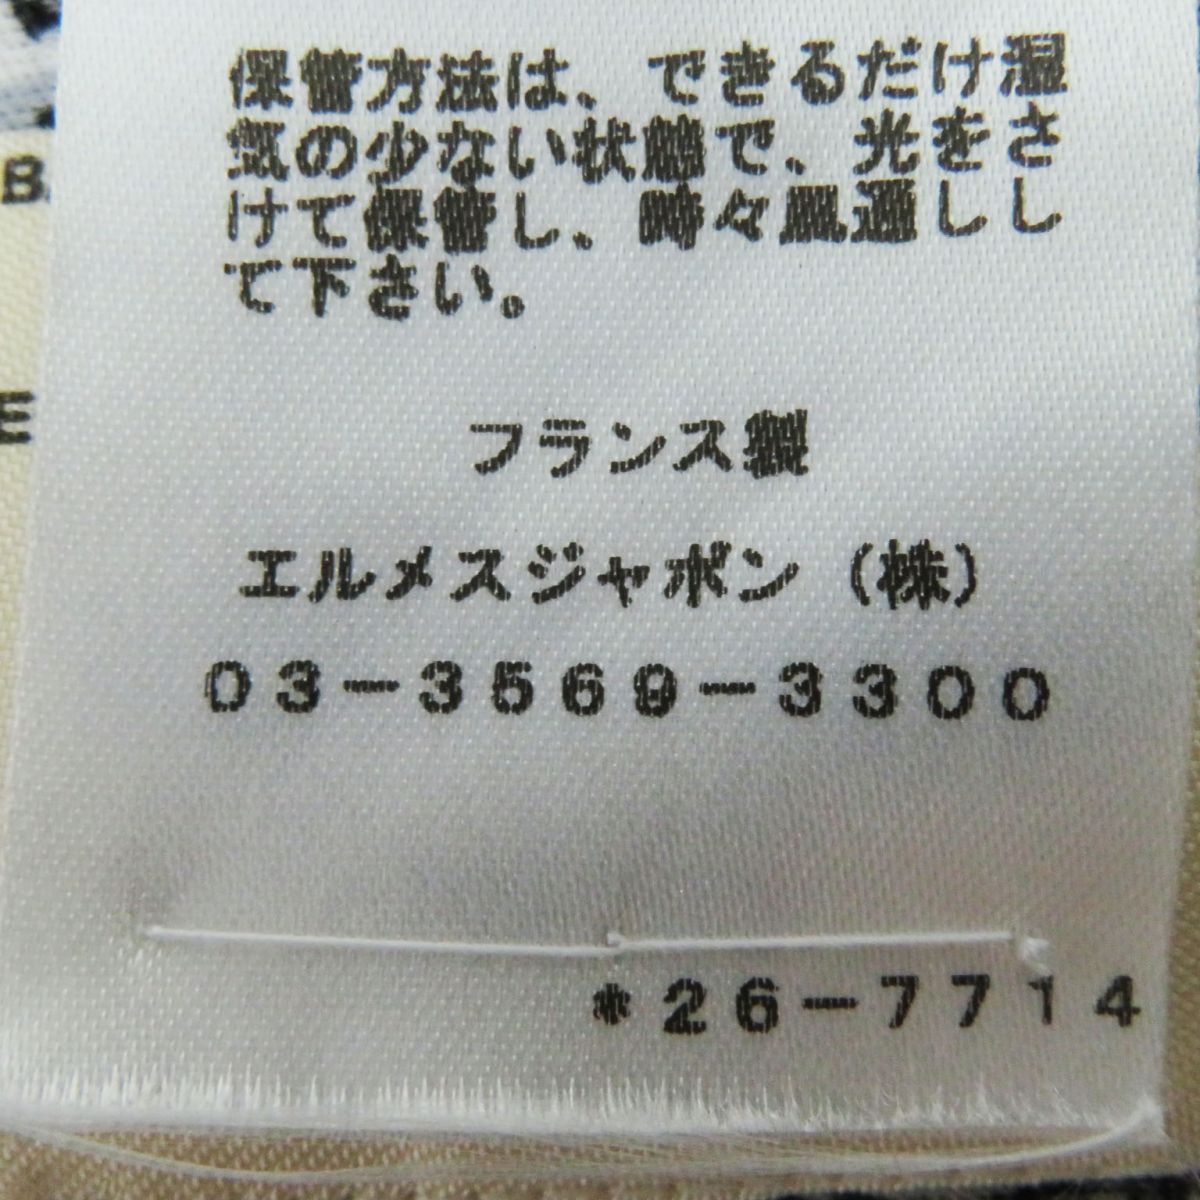 保管方法は、できるだけ湿
気の少ない状態で、光をさ
けて保管し、時々風通しし
て下さい。
フランス製
エルメスジャポン（株）
03-3569-3300
*26-7714
B
E